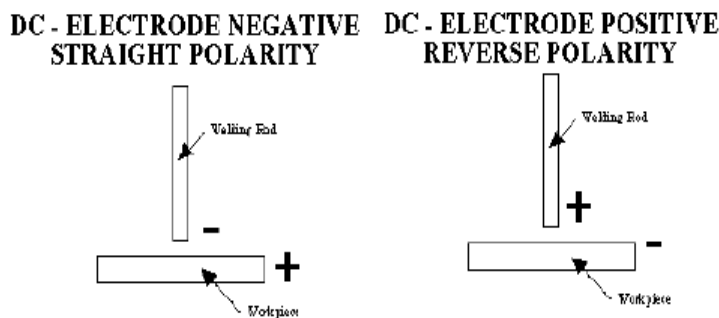 DC - ELECTRODE NEGATIVE
STRAIGHT POLARITY
Welding Rod
-
+
Workpiece
DC - ELECTRODE POSITIVE
REVERSE POLARITY
Welding Rod
+
-
Workpiece